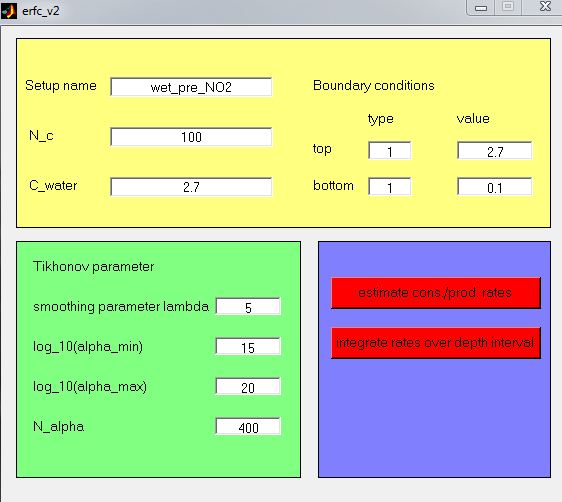 erfc_v2
Setup name wet_pre_NO2 Boundary conditions
type value
N_c 100
top 1 2.7
C_water 2.7 bottom 1 0.1
Tikhonov parameter
smoothing parameter lambda 5
log_10(alpha_min) 15
log_10(alpha_max) 20
N_alpha 400
estimate cons./prod. rates
integrate rates over depth interval